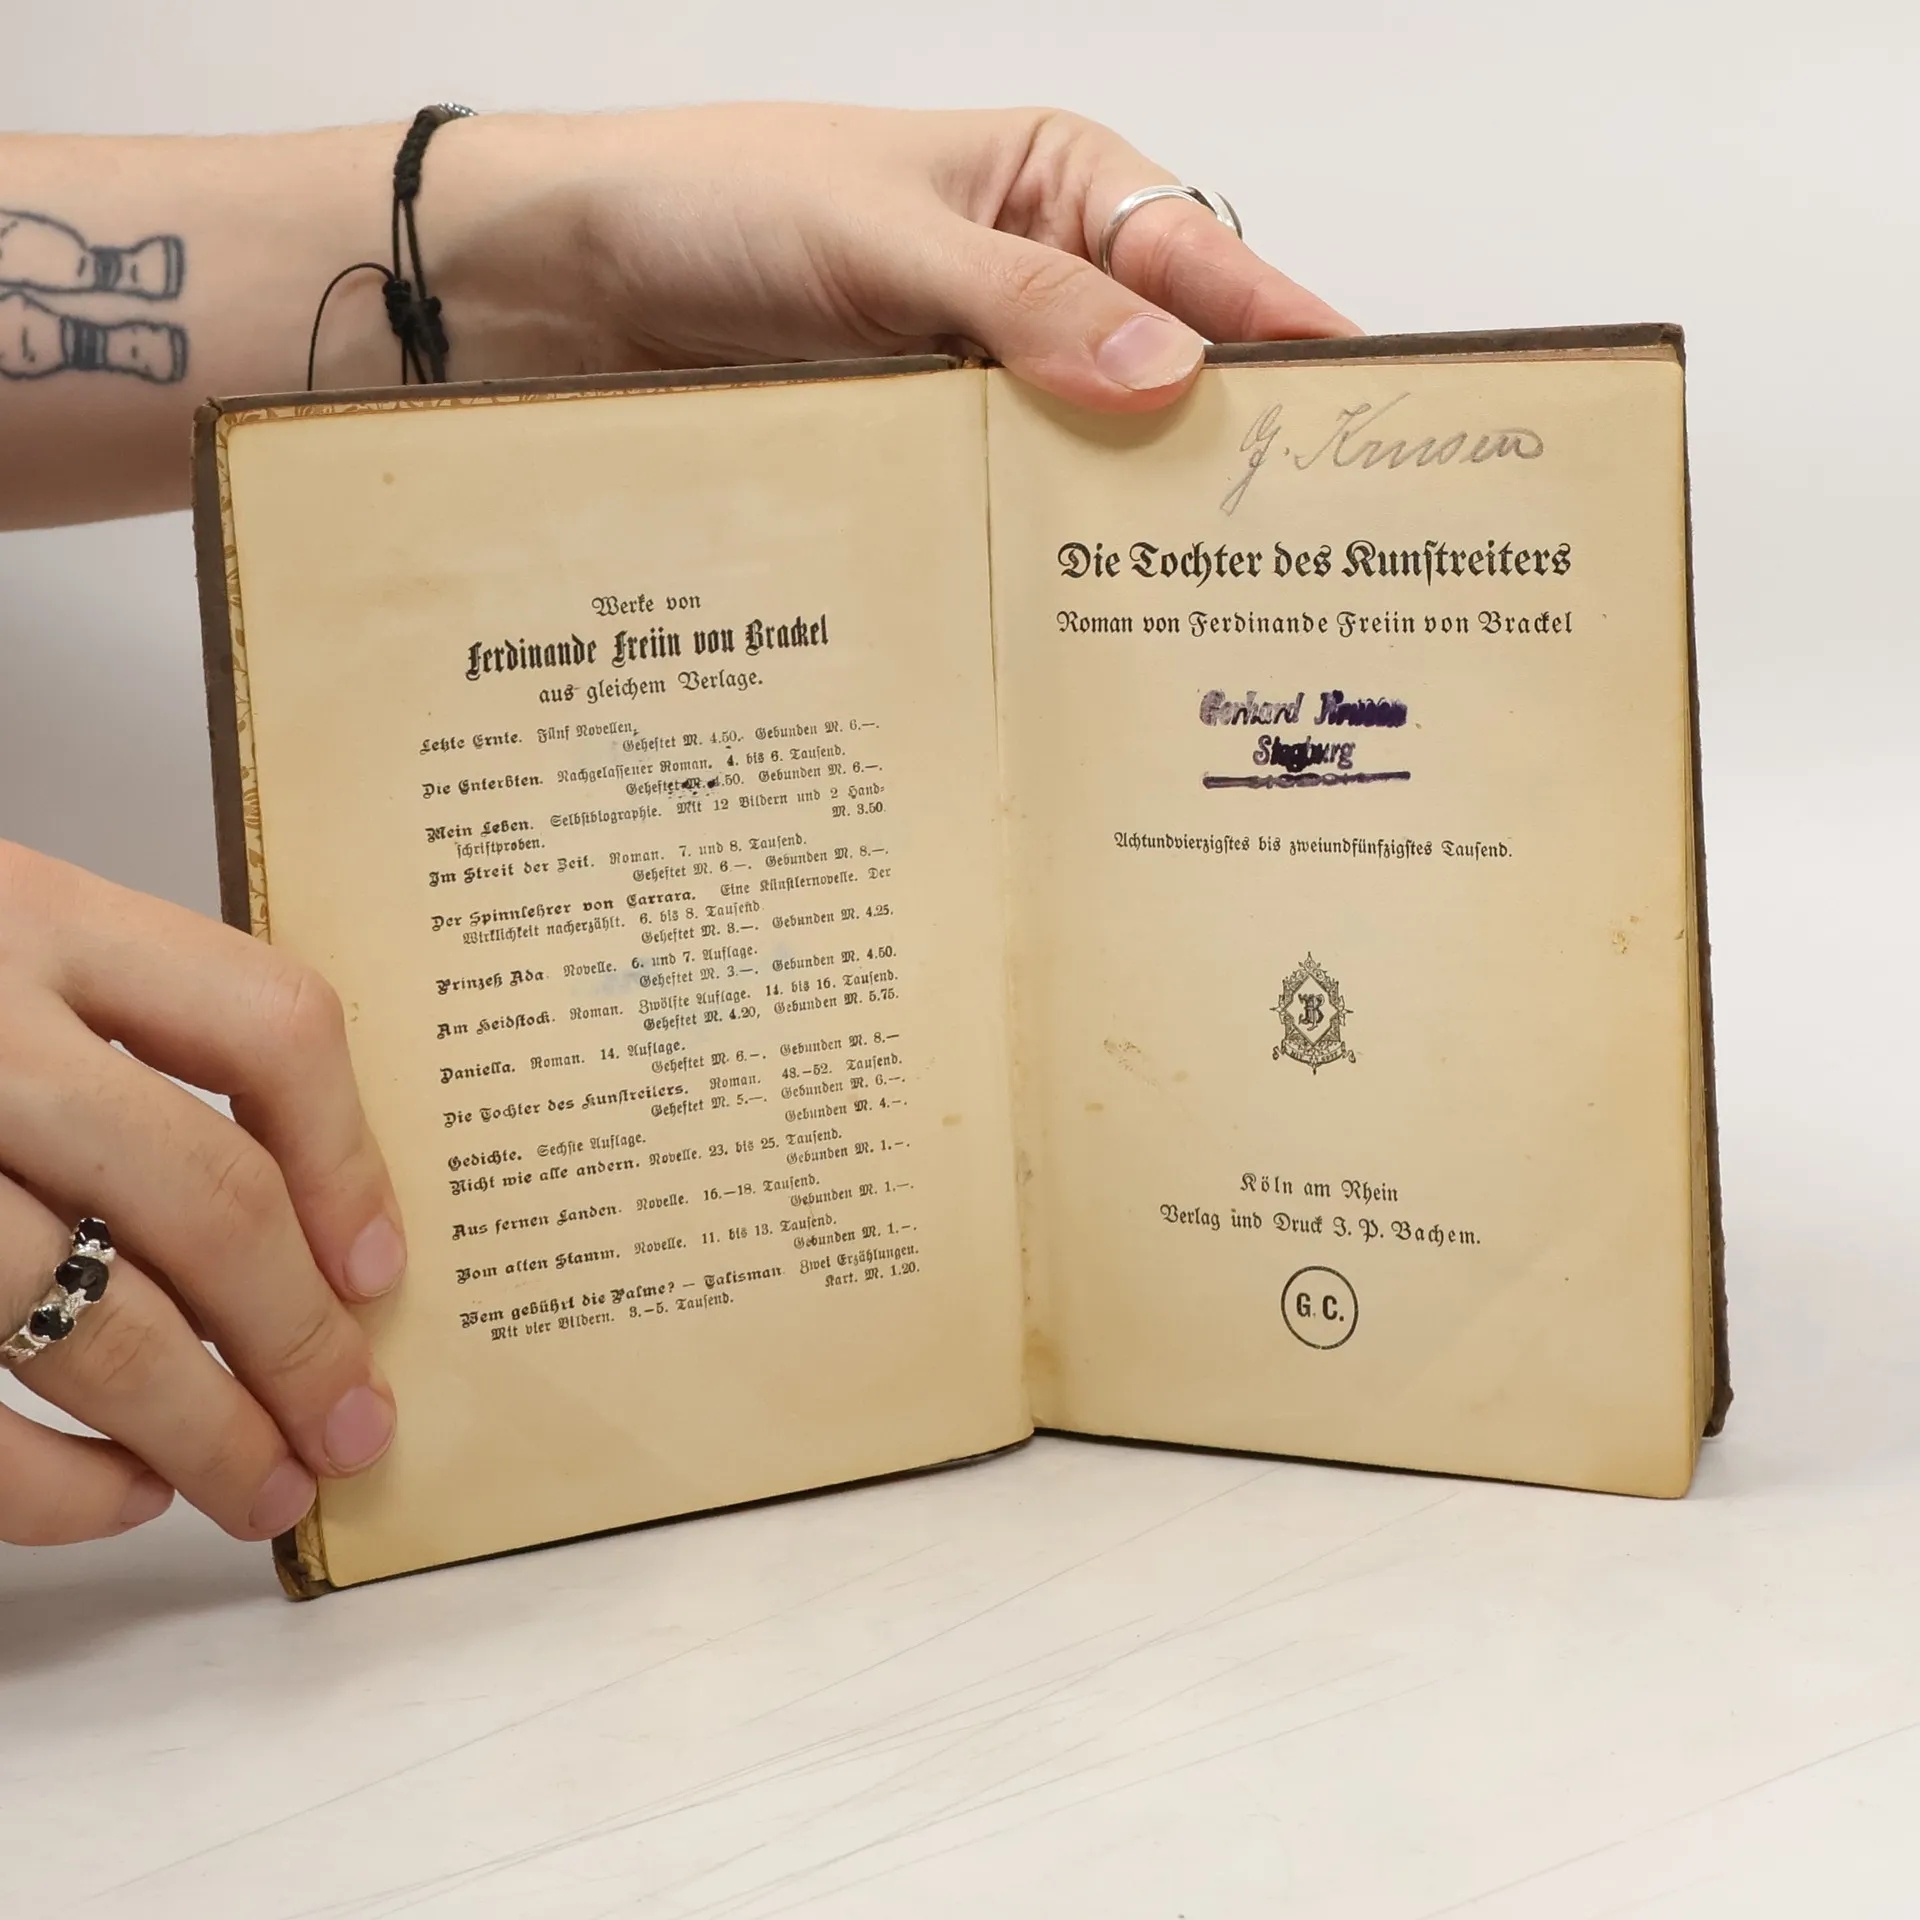 Werke von
Ferdinande Freiin von Brackel
aus gleichem Verlage.
Letzte Ernte. Fünf Novellen.
Geheftet M. 4.50. Gebunden M. 6.—.
Die Enterbten. Nachgelassener Roman. 4. bis 6. Tausend.
Geheftet M. 4.50. Gebunden M. 6.—.
Mein Leben. Selbstbiographie. Mit 12 Bildern und 2 Hand-
schriftproben. M. 3.50.
Im Streit der Zeit. Roman. 7. und 8. Tausend.
Geheftet M. 6.—. Gebunden M. 8.—.
Der Spinnlehrer von Carrara. Eine Künstlernovelle. Der
Wirklichkeit nacherzählt. 6. bis 8. Tausend.
Geheftet M. 3.—. Gebunden M. 4.25.
Prinzeß Ada. Novelle. 6. und 7. Auflage.
Geheftet M. 3.—. Gebunden M. 4.50.
Am Heidstock. Roman. Zwölfte Auflage. 14. bis 16. Tausend.
Geheftet M. 4.20, Gebunden M. 5.75.
Daniella. Roman. 14. Auflage.
Geheftet M. 6.—. Gebunden M. 8.—
Die Tochter des Kunstreiters. Roman. 48.—52. Tausend.
Geheftet M. 5.—. Gebunden M. 6.—.
Gedichte. Sechste Auflage. Gebunden M. 4.—.
Nicht wie alle andern. Novelle. 23. bis 25. Tausend.
Gebunden M. 1.—.
Aus fernen Landen. Novelle. 16.—18. Tausend.
Gebunden M. 1.—.
Vom alten Stamm. Novelle. 11. bis 13. Tausend.
Gebunden M. 1.—.
Wem gebührt die Palme? — Talisman. Zwei Erzählungen.
Mit vier Bildern. 3.—5. Tausend. Kart. M. 1.20.
G. Krusen
Die Tochter des Kunstreiters
Roman von Ferdinande Freiin von Brackel
Gerhard Krusen
Siegburg
Achtundvierzigstes bis zweiundfünfzigstes Tausend.
B
Köln am Rhein
Verlag und Druck J. P. Bachem.
G. C.